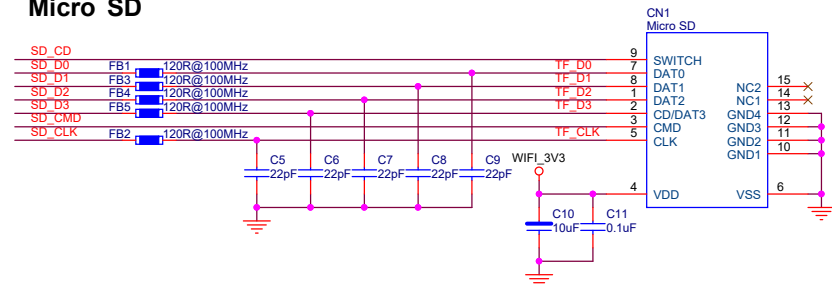 Micro SD
CN1
Micro SD
SD_CD
SD_D0 FB1 120R@100MHz TF_D0
SD_D1 FB3 120R@100MHz TF_D1
SD_D2 FB4 120R@100MHz TF_D2
SD_D3 FB5 120R@100MHz TF_D3
SD_CMD
SD_CLK FB2 120R@100MHz TF_CLK
9 SWITCH
7 DAT0
8 DAT1 NC2 15
1 DAT2 NC1 14
2 CD/DAT3 GND4 13
3 CMD GND3 12
5 CLK GND2 11
GND1 10
C5 C6 C7 C8 C9 WIFI_3V3
22pF 22pF 22pF 22pF 22pF
4 VDD VSS 6
C10 C11
10uF 0.1uF